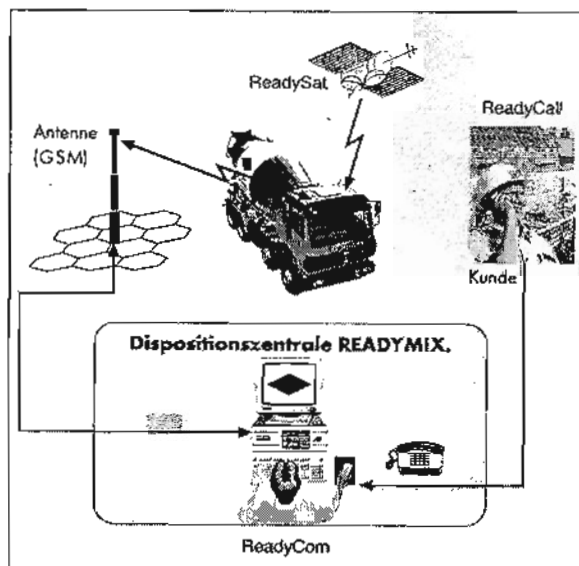 ReadySat
ReadyCall
Antenne
(GSM)
Kunde
Dispositionszentrale READYMIX.
ReadyCom